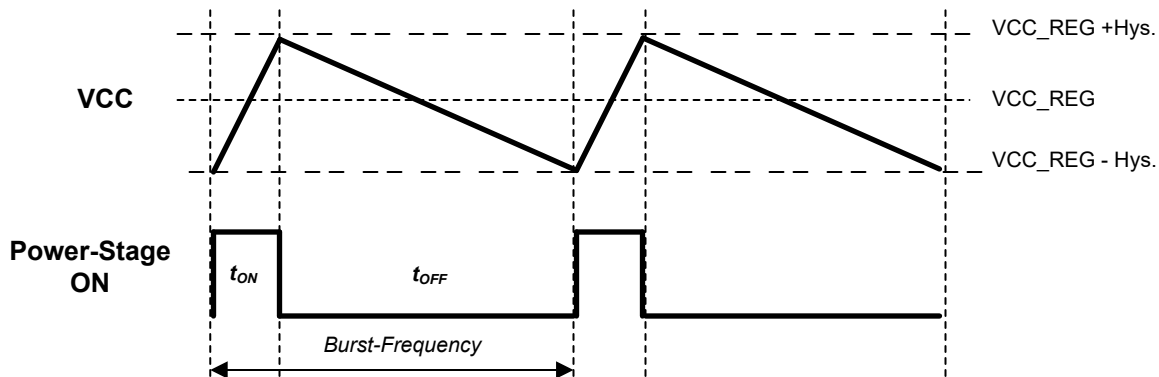 VCC_REG +Hys.
VCC
VCC_REG
VCC_REG - Hys.
Power-Stage
ON
tON
tOFF
Burst-Frequency